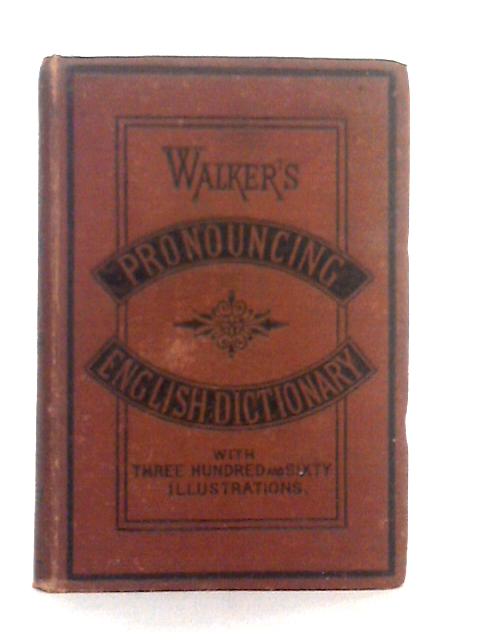 WALKER'S
PRONOUNCING
ENGLISH DICTIONARY
WITH
THREE HUNDRED AND SIXTY
ILLUSTRATIONS.